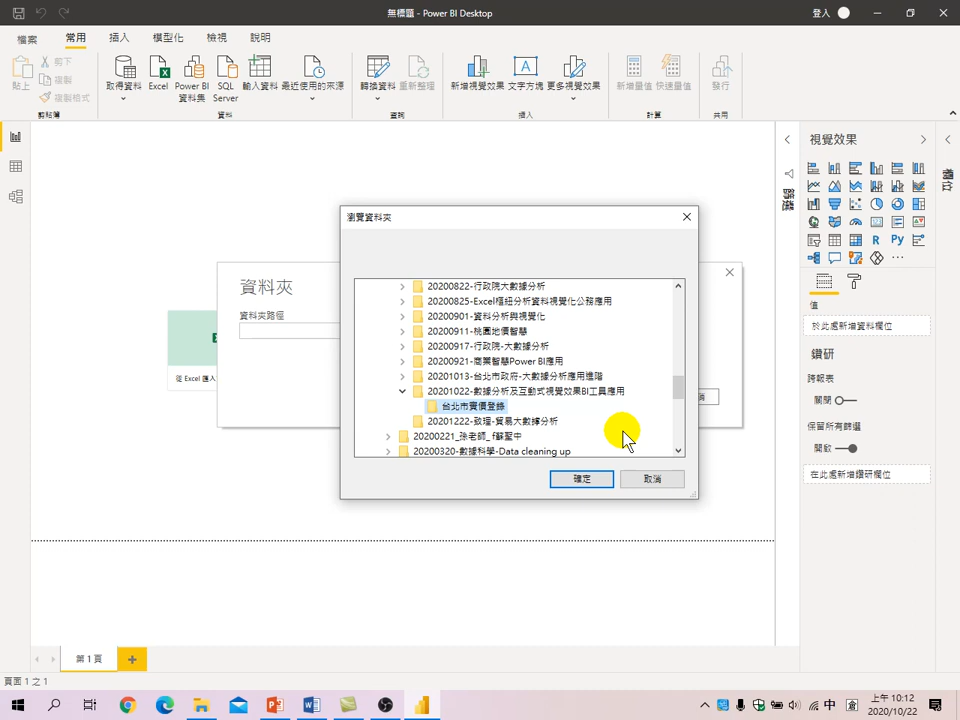 無標題 - Power BI Desktop
登入
檔案
常用
插入
模型化
檢視
說明
貼上
剪下
複製
複製格式
剪貼簿
取得資料
Excel
Power BI
資料集
SQL
Server
輸入資料
最近使用的來源
資料
轉換資料
重新整理
查詢
新增視覺效果
文字方塊
更多視覺效果
插入
新增量值
快速量值
計算
發行
共用
瀏覽資料夾
資料夾
資料夾路徑
從 Excel 匯入
20200822-行政院大數據分析
20200825-Excel樞紐分析資料視覺化公務應用
20200901-資料分析與視覺化
20200911-桃園地價智慧
20200917-行政院-大數據分析
20200921-商業智慧Power BI應用
20201013-台北市政府-大數據分析應用進階
20201022-數據分析及互動式視覺效果BI工具應用
台北市實價登錄
20201222-致理-貿易大數據分析
20200221_孫老師_f蘇聖中
20200320-數據科學-Data cleaning up
確定
取消
消
篩選
視覺效果
欄位
R
Py
值
於此處新增資料欄位
鑽研
跨報表
關閉
保留所有篩選
開啟
在此處新增鑽研欄位
第 1 頁
頁面 1 之 1
中
上午 10:12
2020/10/22